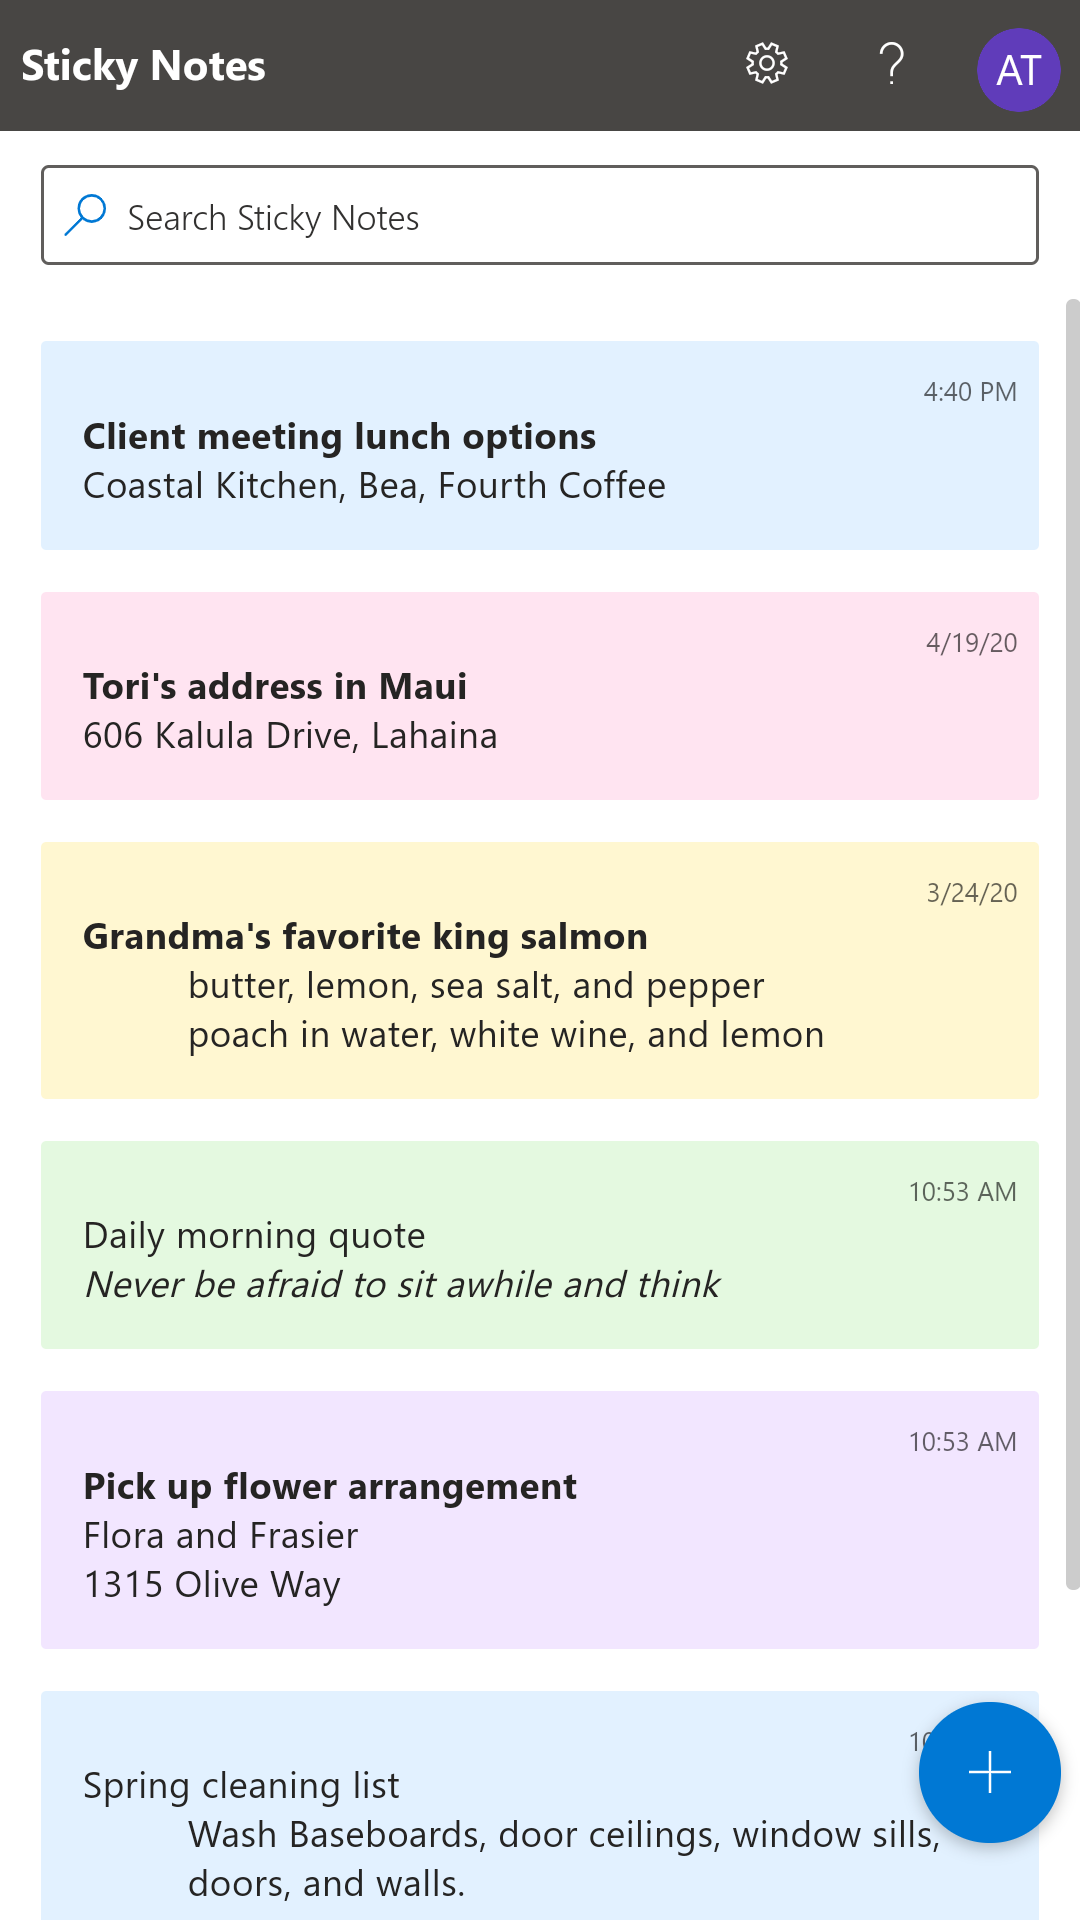 Sticky Notes
AT
Search Sticky Notes
4:40 PM
Client meeting lunch options
Coastal Kitchen, Bea, Fourth Coffee
4/19/20
Tori's address in Maui
606 Kalula Drive, Lahaina
3/24/20
Grandma's favorite king salmon
butter, lemon, sea salt, and pepper
poach in water, white wine, and lemon
10:53 AM
Daily morning quote
Never be afraid to sit awhile and think
10:53 AM
Pick up flower arrangement
Flora and Frasier
1315 Olive Way
Spring cleaning list
Wash Baseboards, door ceilings, window sills,
doors, and walls.